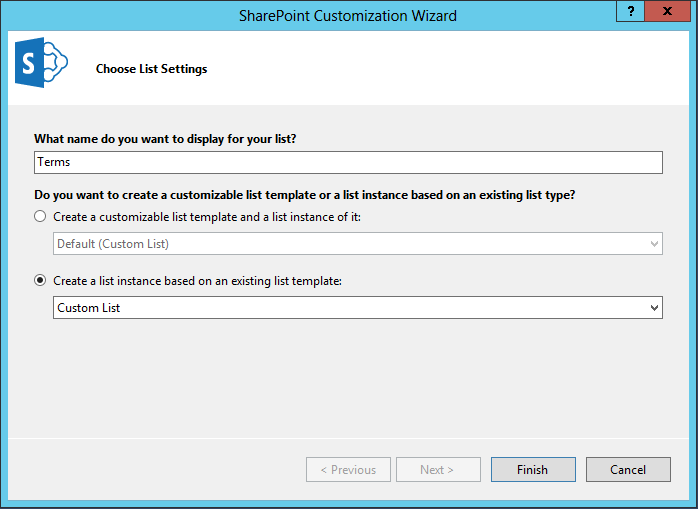 SharePoint Customization Wizard
?
x
S
Choose List Settings
What name do you want to display for your list?
Terms
Do you want to create a customizable list template or a list instance based on an existing list type?
Create a customizable list template and a list instance of it:
Default (Custom List)
Create a list instance based on an existing list template:
Custom List
< Previous
Next >
Finish
Cancel